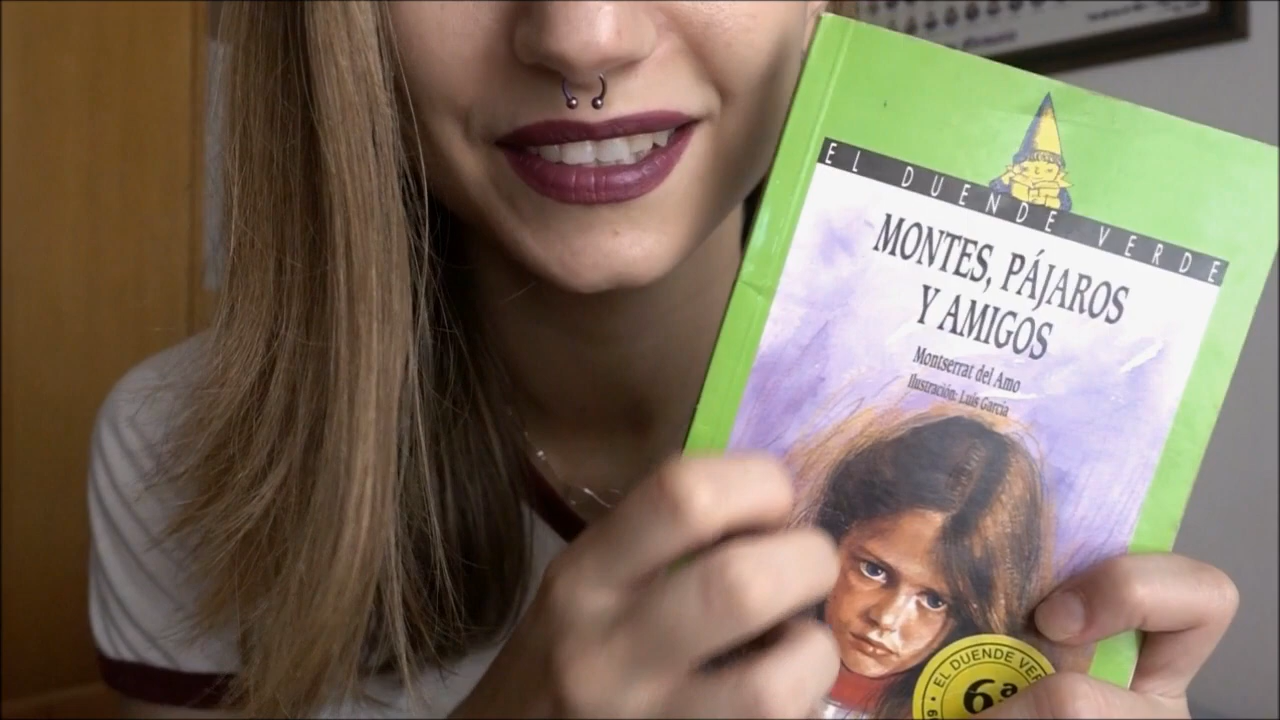 EL DUENDE VERDE
MONTES, PÁJAROS
Y AMIGOS
Montserrat del Amo
Ilustración: Luis García
EL DUENDE VER
6ª